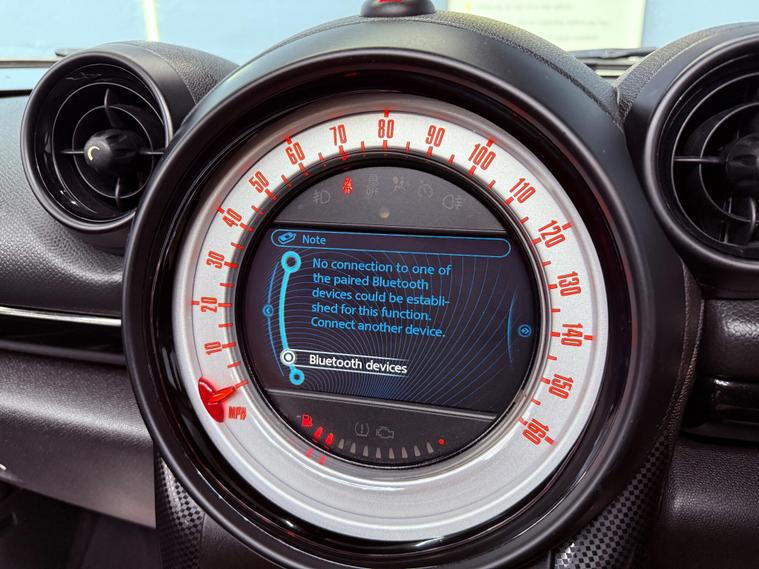 10
20
30
40
50
60
70
80
90
100
110
120
130
140
150
160
MPH
OFF
Note
No connection to one of
the paired Bluetooth
devices could be establi-
shed for this function.
Connect another device.
Bluetooth devices